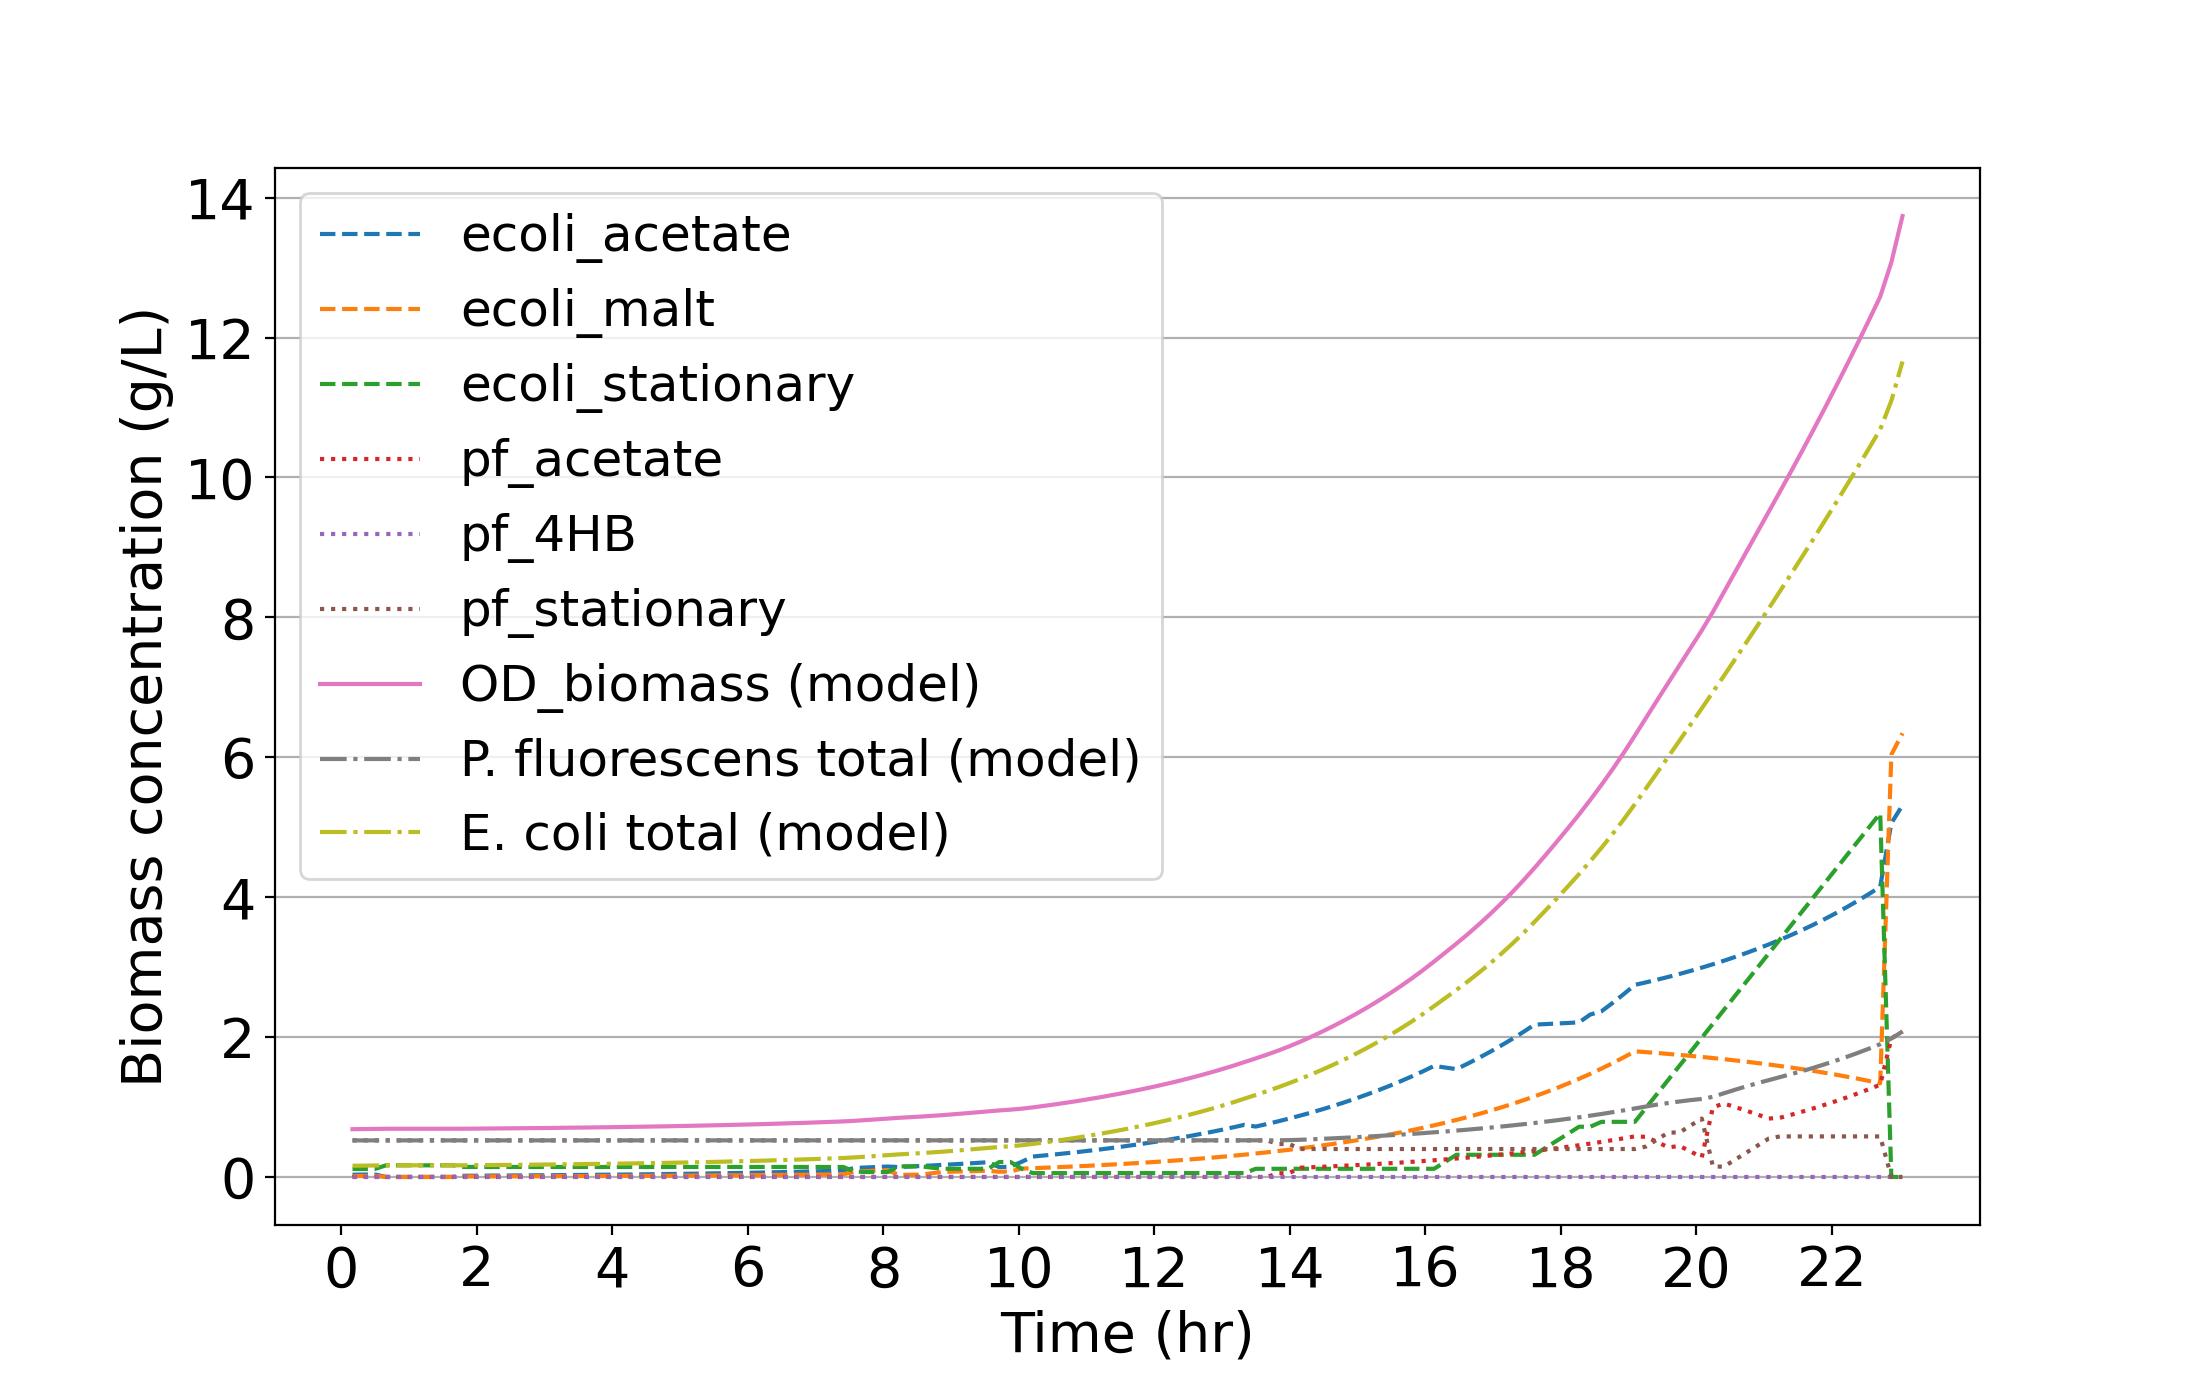 14
12
10
8
6
4
2
0
Biomass concentration (g/L)
ecoli_acetate
ecoli_malt
ecoli_stationary
pf_acetate
pf_4HB
pf_stationary
OD_biomass (model)
P. fluorescens total (model)
E. coli total (model)
0 2 4 6 8 10 12 14 16 18 20 22
Time (hr)